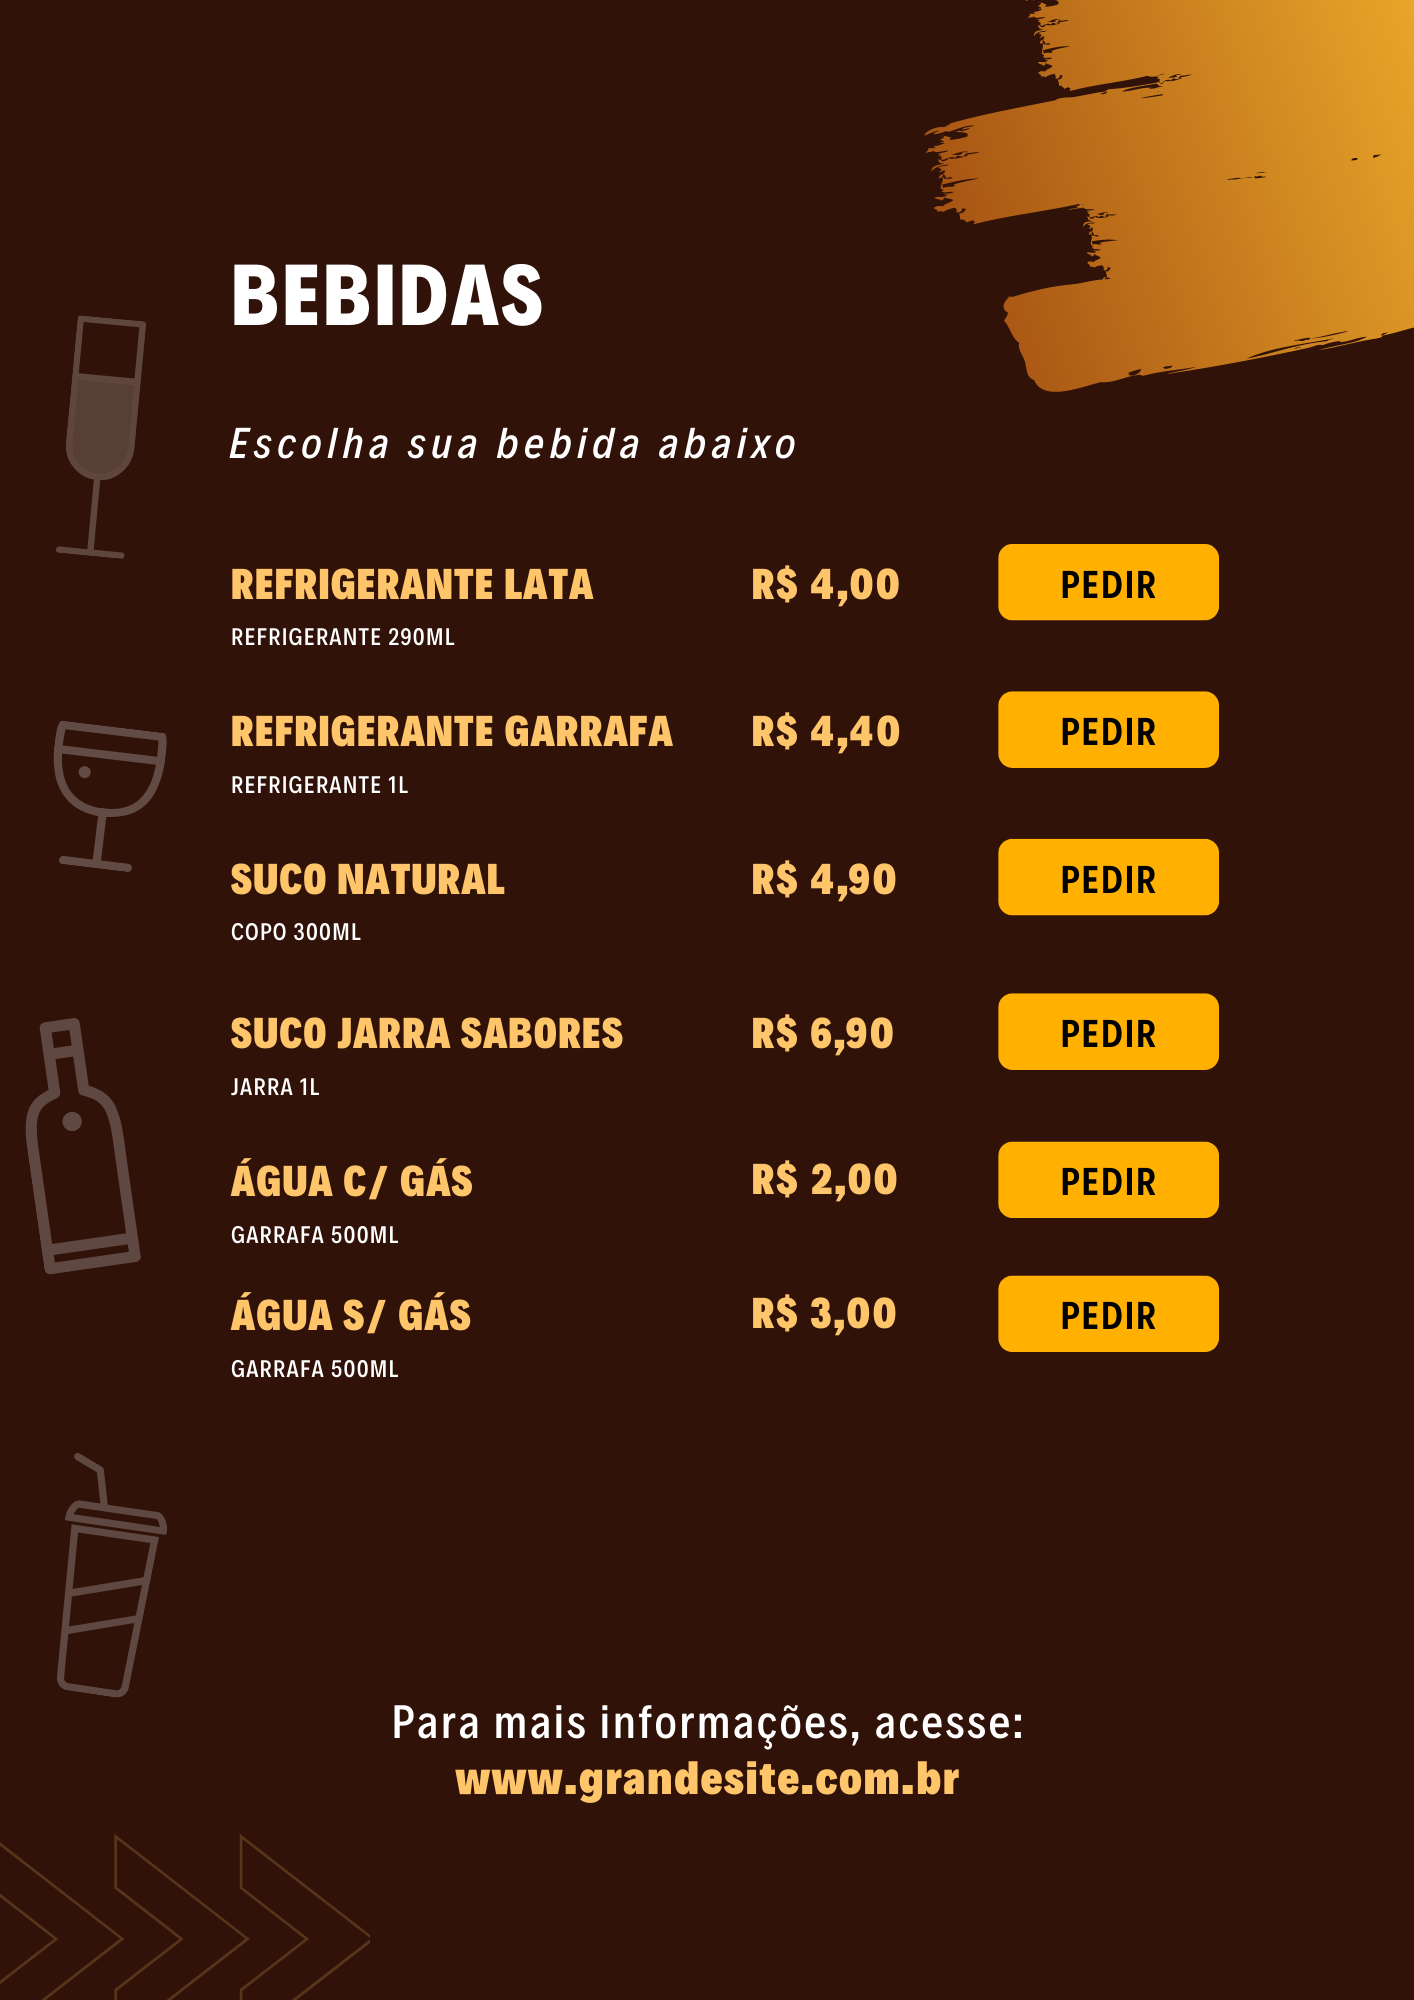 BEBIDAS
Escolha sua bebida abaixo
REFRIGERANTE LATA R$ 4,00 PEDIR
REFRIGERANTE 290ML
REFRIGERANTE GARRAFA R$ 4,40 PEDIR
REFRIGERANTE 1L
SUCO NATURAL R$ 4,90 PEDIR
COPO 300ML
SUCO JARRA SABORES R$ 6,90 PEDIR
JARRA 1L
ÁGUA C/ GÁS R$ 2,00 PEDIR
GARRAFA 500ML
ÁGUA S/ GÁS R$ 3,00 PEDIR
GARRAFA 500ML
Para mais informações, acesse:
www.grandesite.com.br